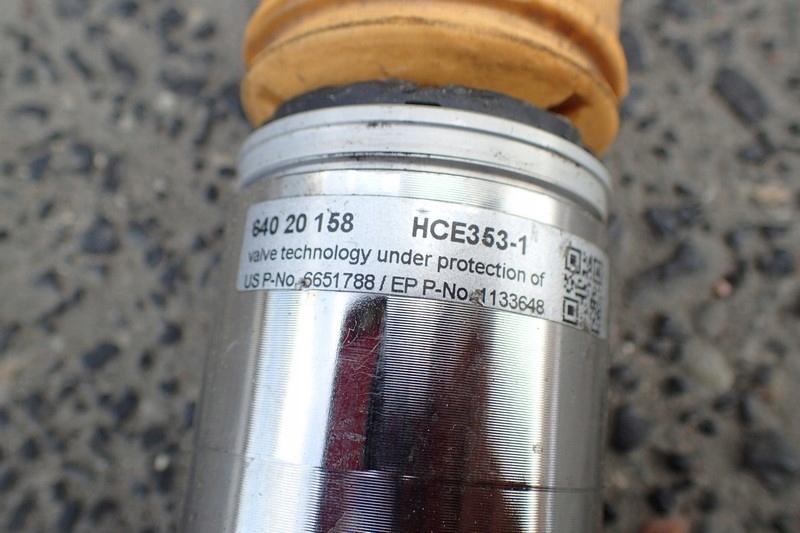 640 20 158 HCE353-1
valve technology under protection of
US P-No. 6651788 / EP P-No. 1133648